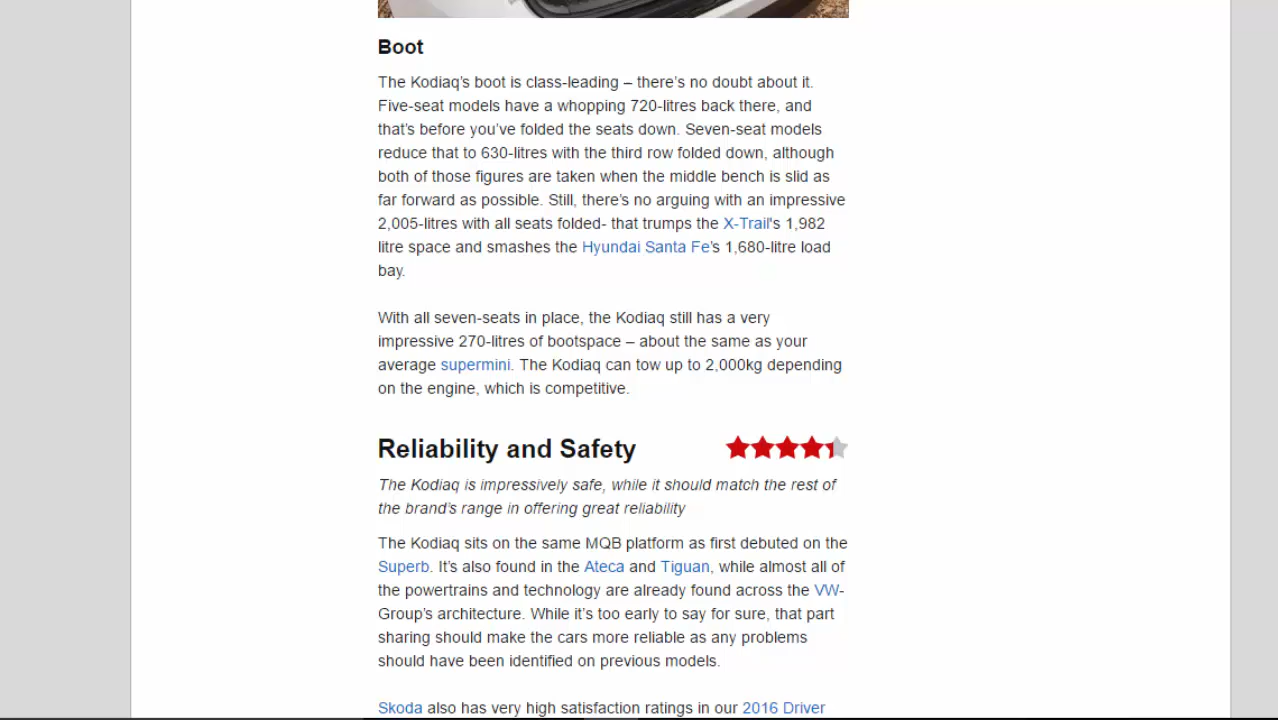 Boot
The Kodiaq's boot is class-leading – there's no doubt about it.
Five-seat models have a whopping 720-litres back there, and
that's before you've folded the seats down. Seven-seat models
reduce that to 630-litres with the third row folded down, although
both of those figures are taken when the middle bench is slid as
far forward as possible. Still, there's no arguing with an impressive
2,005-litres with all seats folded- that trumps the X-Trail's 1,982
litre space and smashes the Hyundai Santa Fe's 1,680-litre load
bay.
With all seven-seats in place, the Kodiaq still has a very
impressive 270-litres of bootspace – about the same as your
average supermini. The Kodiaq can tow up to 2,000kg depending
on the engine, which is competitive.
Reliability and Safety
The Kodiaq is impressively safe, while it should match the rest of
the brand's range in offering great reliability
The Kodiaq sits on the same MQB platform as first debuted on the
Superb. It's also found in the Ateca and Tiguan, while almost all of
the powertrains and technology are already found across the VW-
Group's architecture. While it's too early to say for sure, that part
sharing should make the cars more reliable as any problems
should have been identified on previous models.
Skoda also has very high satisfaction ratings in our 2016 Driver